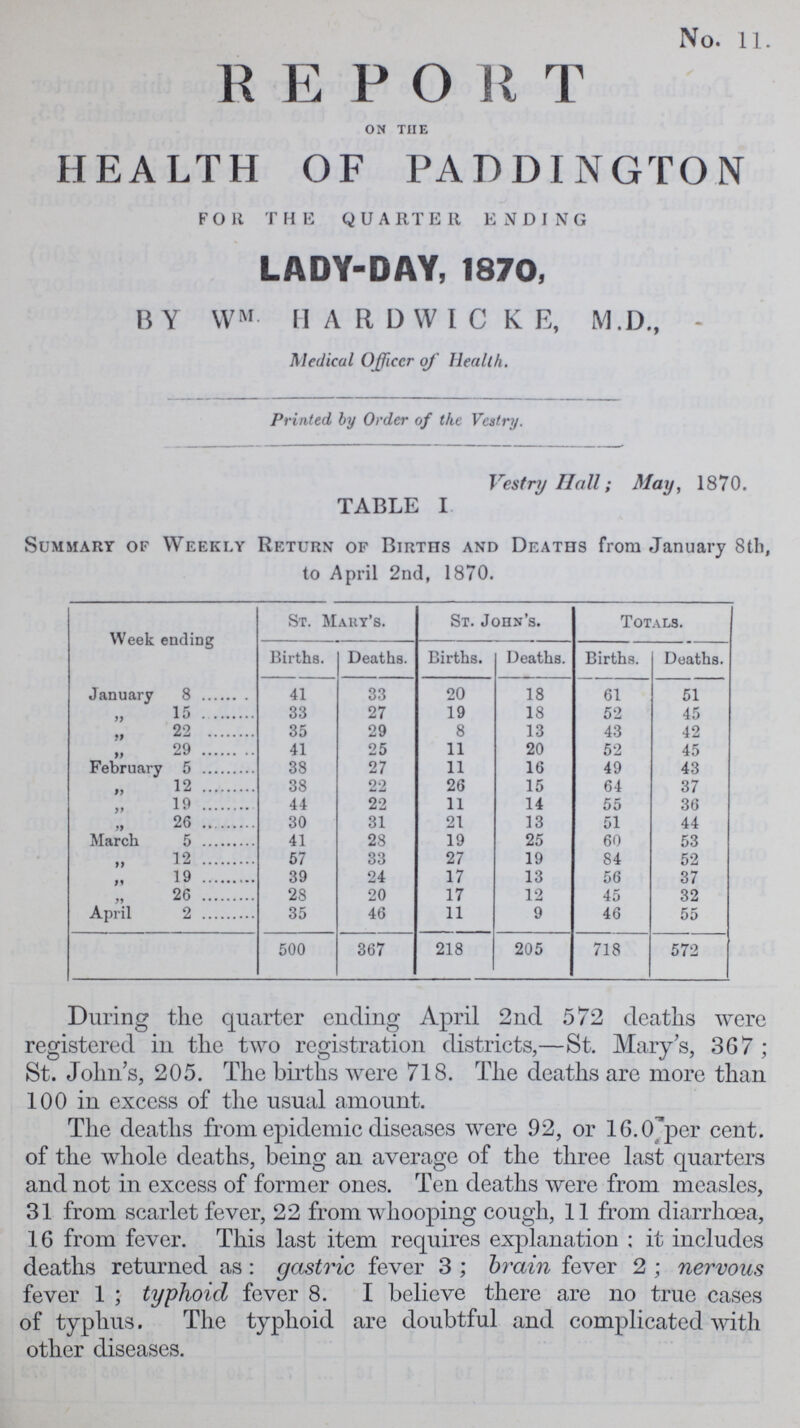 No. 11.
REPORT
ON THE
HEALTH OF PADDINGTON
FOR THE QUARTER ENDING
LADY-DAY, 1870,
BY WM. HARDWICKE, M.D.,
Medical Officer of Health.
Printed by Order of the Vestry.
Vestry Hall; May, 1870.
TABLE I
SUMMARY OF WEEKLY RETURN OF BIRTHS AND DEATHS from January 8th,
to April 2nd, 1870.
Week ending St. Mary's. St. John's. Totals.
Births. Deaths. Births. Deaths. Births. Deaths.
January 8 ...... 41 33 20 18 61 51
„ 15 ........ 33 27 19 18 52 45
„ 22 ........ 35 29 8 13 43 42
„ 29 ........ 41 25 11 20 52 45
February 5 ........ 38 27 11 16 49 43
„ 12 ........ 38 22 26 15 64 37
„ 19 ........ 44 22 11 14 55 36
„ 26 ........ 30 31 21 13 51 44
March 5 ........ 41 28 19 25 60 53
„ 12 ........ 57 33 27 19 84 52
„ 19 ........ 39 24 17 13 56 37
„ 26 ........ 28 20 17 12 45 32
April 2 ........ 35 46 11 9 46 55
500 367 218 205 718 572
During the quarter ending April 2nd 572 deaths were
registered in the two registration districts,—St. Mary's, 367;
St. John's, 205. The births were 718. The deaths are more than
100 in excess of the usual amount.
The deaths from epidemic diseases were 92, or 16.0 per cent.
of the whole deaths, being an average of the three last quarters
and not in excess of former ones. Ten deaths were from measles,
31 from scarlet fever, 22 from whooping cough, 11 from diarrhœa,
16 from fever. This last item requires explanation : it includes
deaths returned as : gastric fever 3 ; brain fever 2 ; nervous
fever 1 ; typhoid fever 8. I believe there are no true cases
of typhus. The typhoid are doubtful and complicated with
other diseases.